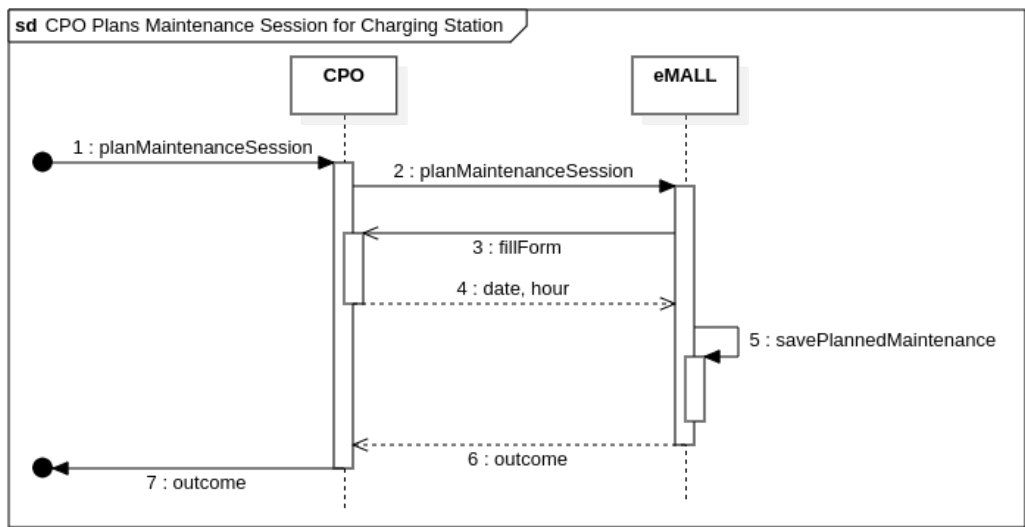 sd CPO Plans Maintenance Session for Charging Station
CPO
eMALL
1 : planMaintenanceSession
2 : planMaintenanceSession
3 : fillForm
4 : date, hour
5 : savePlannedMaintenance
6 : outcome
7 : outcome